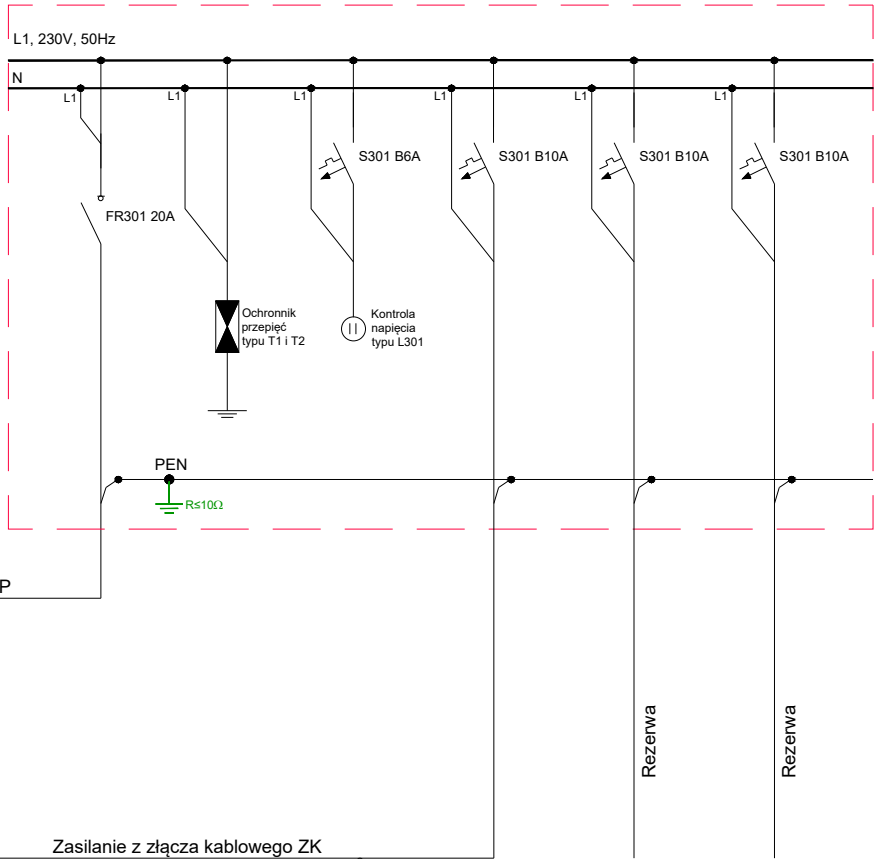 L1, 230V, 50Hz
N
L1
L1
L1
L1
L1
L1
S301 B6A
S301 B10A
S301 B10A
S301 B10A
FR301 20A
Ochronnik
przepięć
typu T1 i T2
Kontrola
napięcia
typu L301
PEN
R≤10Ω
P
Rezerwa
Rezerwa
Zasilanie z złącza kablowego ZK